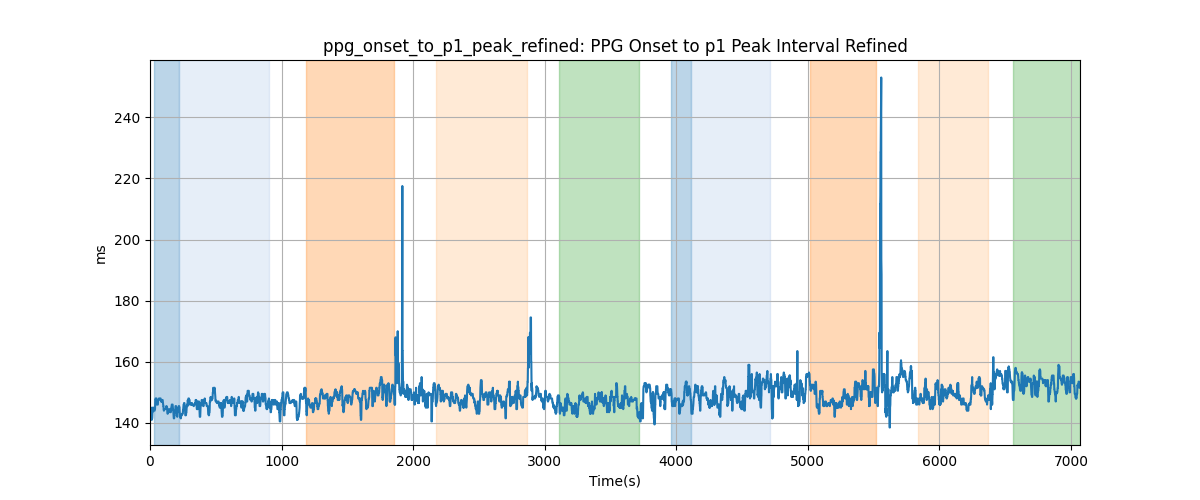 ppg_onset_to_p1_peak_refined: PPG Onset to p1 Peak Interval Refined
240
220
200
180
160
140
ms
0 1000 2000 3000 4000 5000 6000 7000
Time(s)